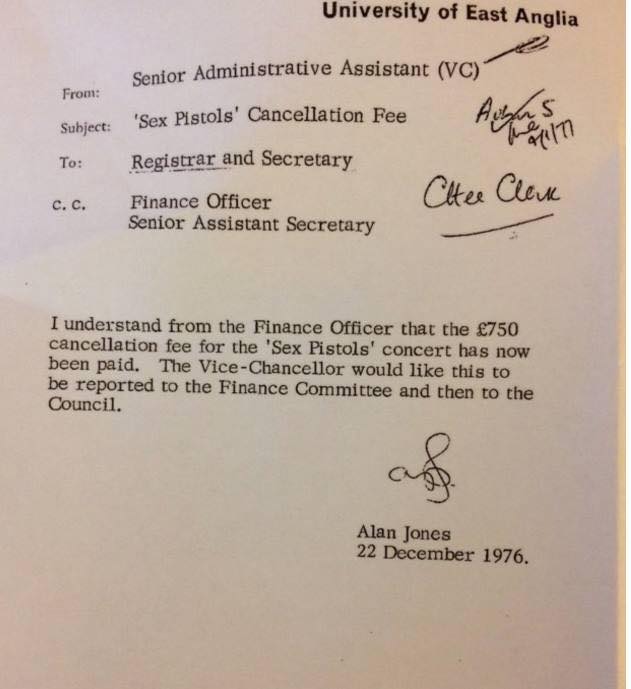 University of East Anglia
From: Senior Administrative Assistant (VC)
Subject: 'Sex Pistols' Cancellation Fee
To: Registrar and Secretary
Cttee Clerk
c. c. Finance Officer
Senior Assistant Secretary
I understand from the Finance Officer that the £750
cancellation fee for the 'Sex Pistols' concert has now
been paid. The Vice-Chancellor would like this to
be reported to the Finance Committee and then to the
Council.
Alan Jones
22 December 1976.